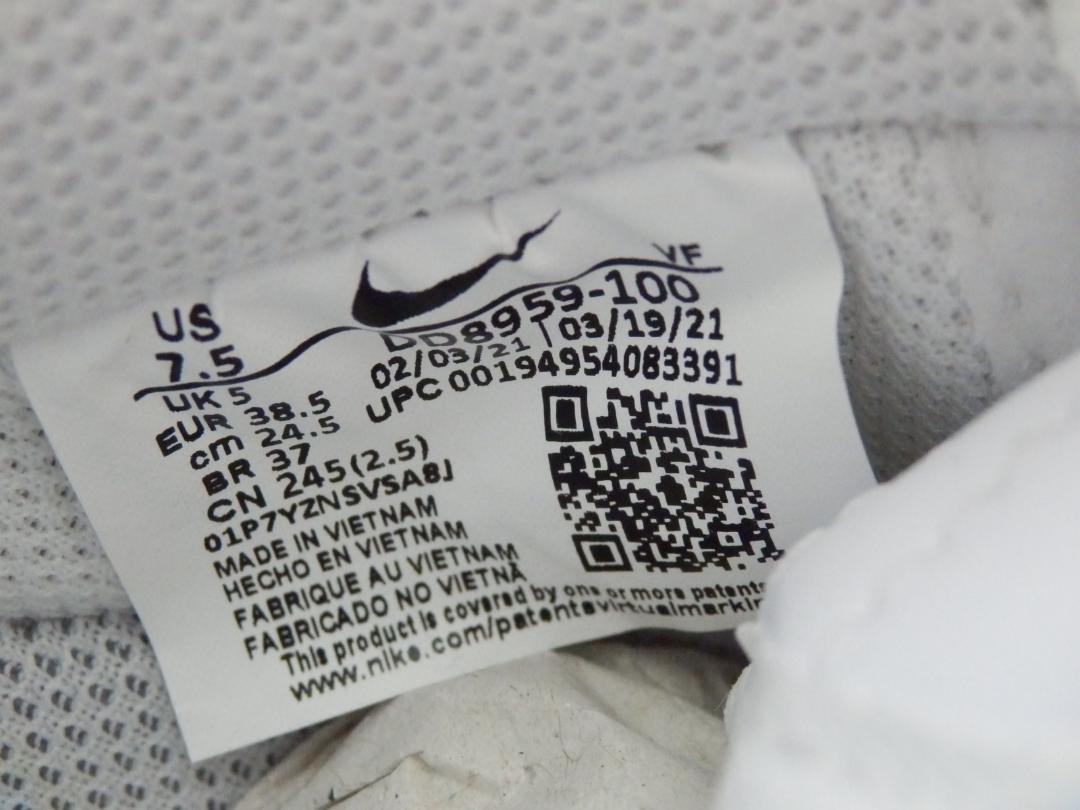 VF
US
7.5
UK 5
EUR 38.5
cm 24.5
BR 37
CN 245(2.5)
01P7YZNSVSA8J
DD8959-100
02/03/21 03/19/21
UPC 00194954083391
MADE IN VIETNAM
HECHO EN VIETNAM
FABRIQUE AU VIETNAM
FABRICADO NO VIETNÃ
This product is covered by one or more patents
www.nike.com/patentsvirtualmarkin